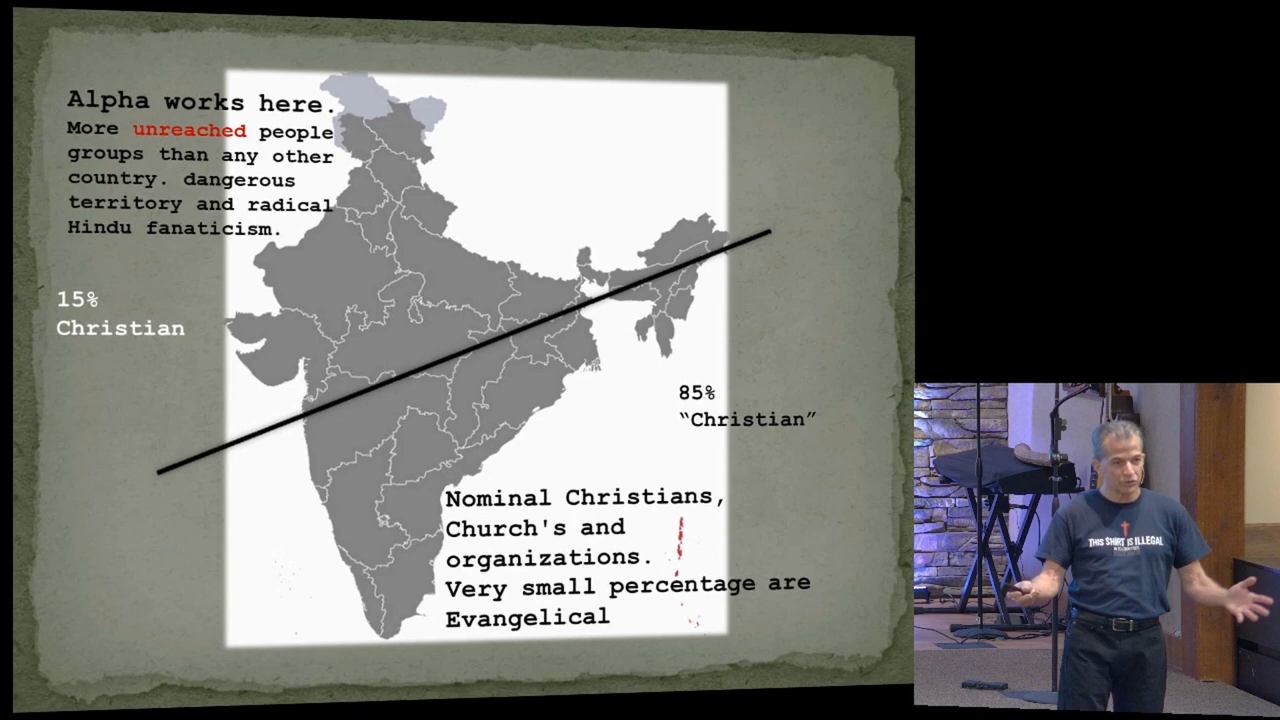 Alpha works here.
More unreached people
groups than any other
country. dangerous
territory and radical
Hindu fanaticism.
15%
Christian
85%
“Christian”
Nominal Christians,
Church's and
organizations.
Very small percentage are
Evangelical
THIS SHIRT IS ILLEGAL